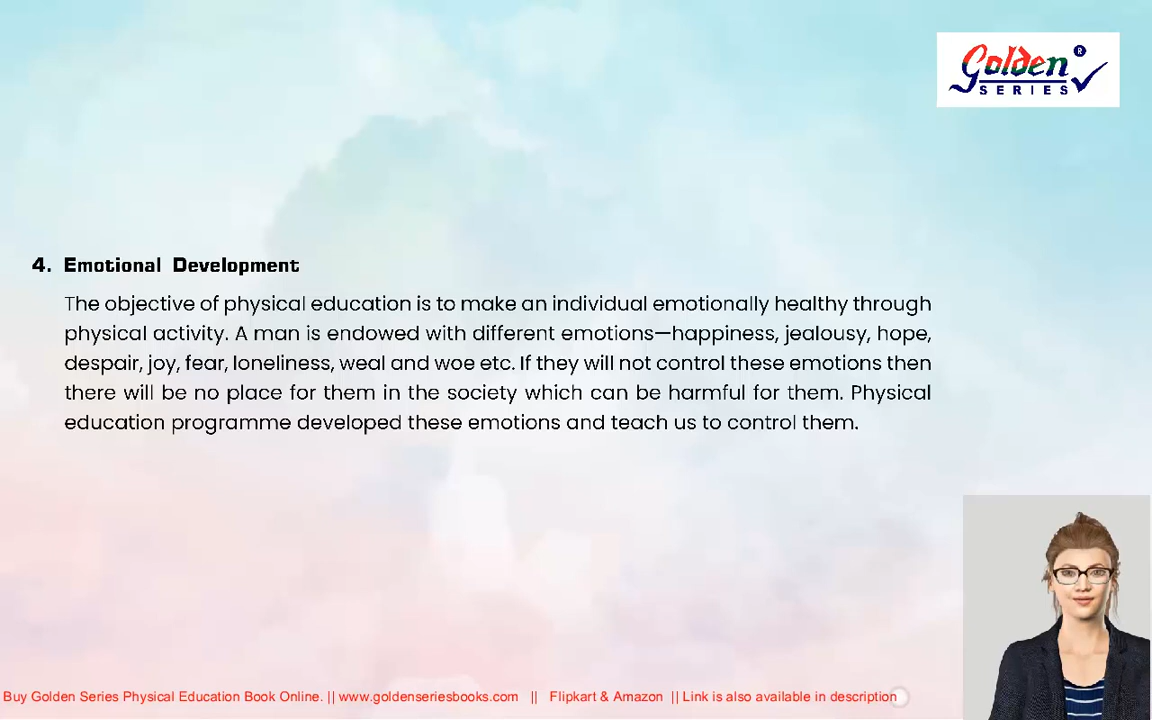 Golden ®
SERIES
4. Emotional Development
The objective of physical education is to make an individual emotionally healthy through
physical activity. A man is endowed with different emotions—happiness, jealousy, hope,
despair, joy, fear, loneliness, weal and woe etc. If they will not control these emotions then
there will be no place for them in the society which can be harmful for them. Physical
education programme developed these emotions and teach us to control them.
Buy Golden Series Physical Education Book Online. || www.goldenseriesbooks.com || Flipkart & Amazon || Link is also available in description